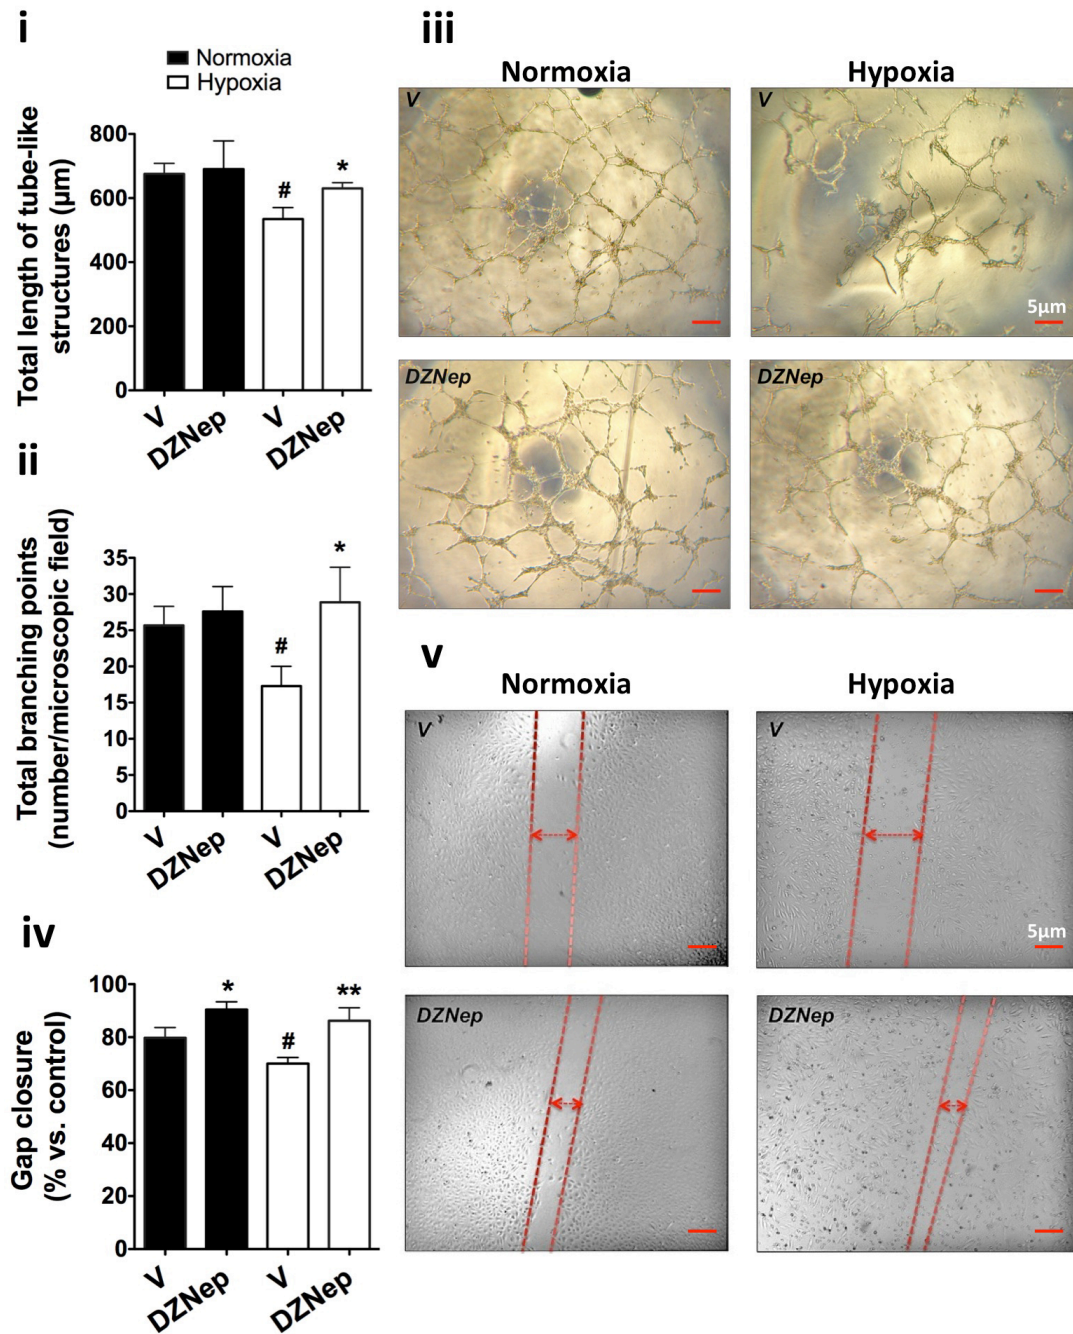 i
Normoxia
Hypoxia
Total length of tube-like
structures (µm)
800
600
400
200
0
#
*
V
DZNep
V
DZNep
ii
Total branching points
(number/microscopic field)
35
30
25
20
15
10
5
0
#
*
V
DZNep
V
DZNep
iv
Gap closure
(% vs. control)
100
80
60
40
20
0
*
#
**
V
DZNep
V
DZNep
iii
Normoxia
Hypoxia
V
V
5µm
DZNep
DZNep
v
Normoxia
Hypoxia
V
V
5µm
DZNep
DZNep